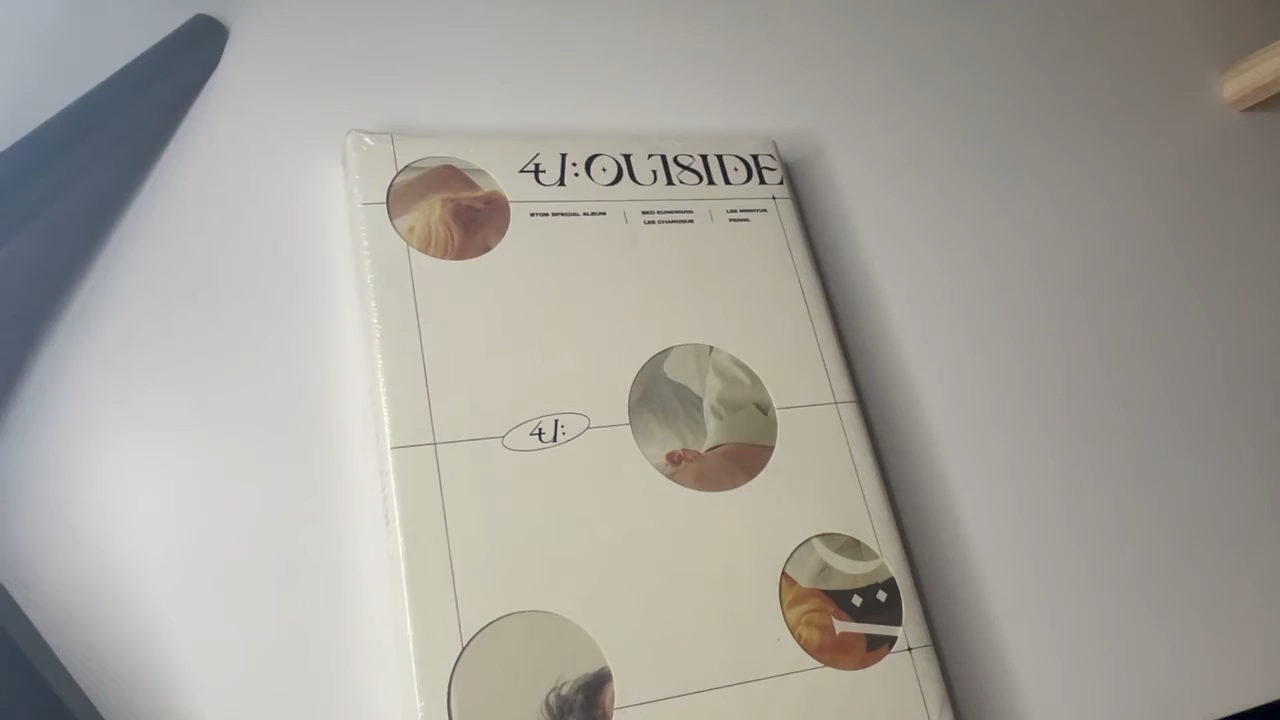 4U:OUTSIDE
BTOB SPECIAL ALBUM
SEO EUNKWANG
LEE CHANGSUB
LEE MINHYUK
PENIEL
4U: